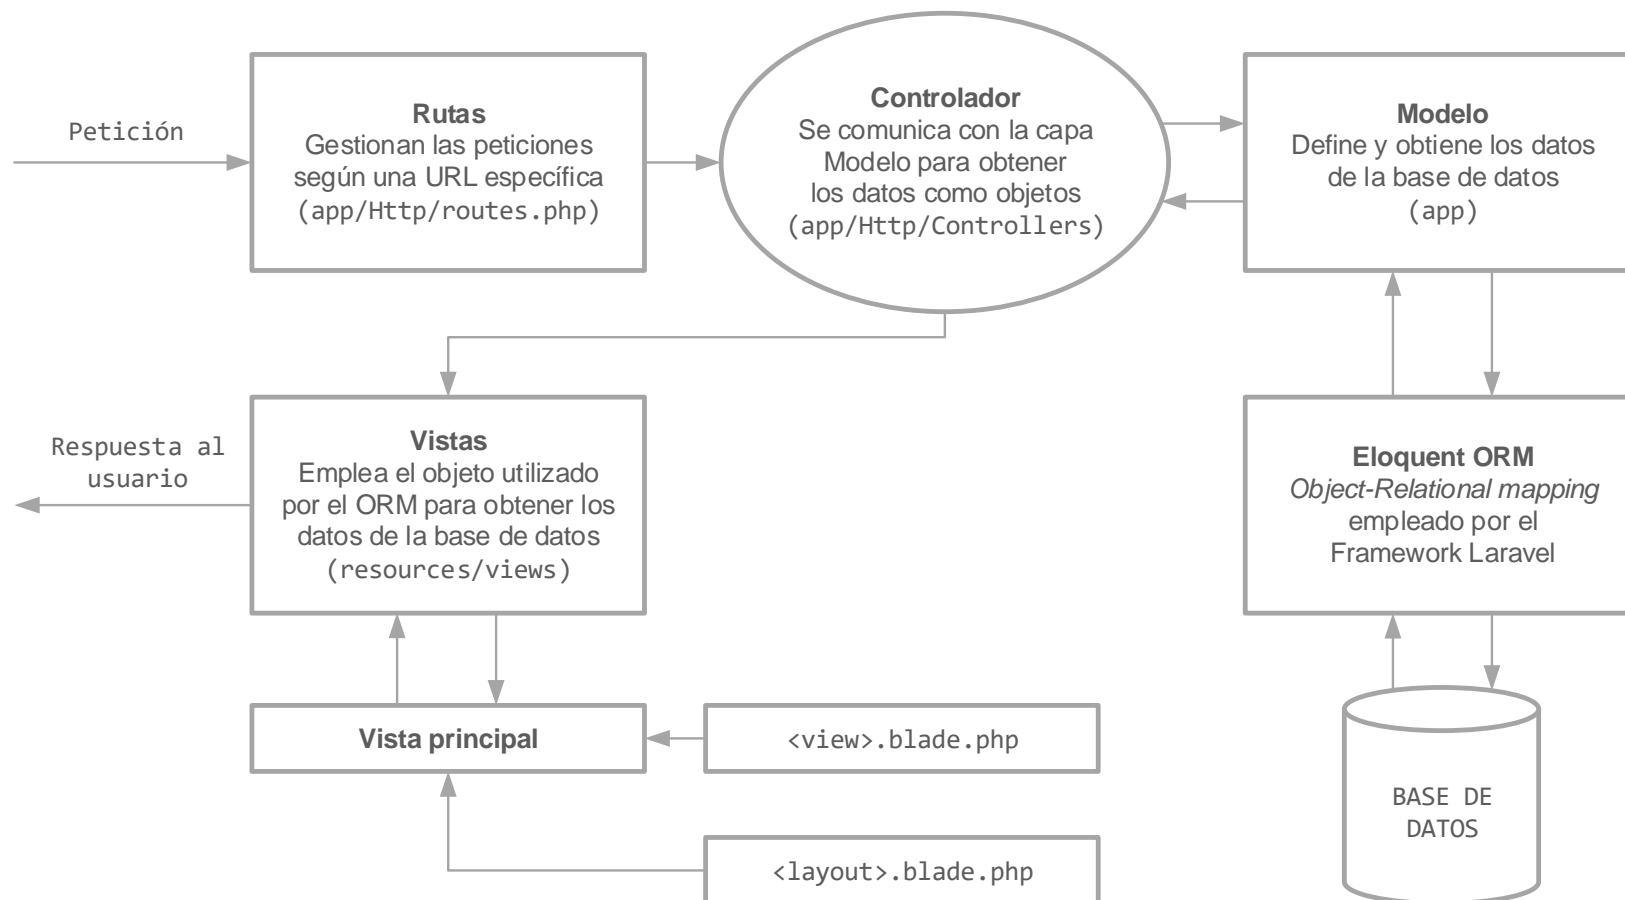 Petición
Rutas
Gestionan las peticiones
según una URL específica
(app/Http/routes.php)
Controlador
Se comunica con la capa
Modelo para obtener
los datos como objetos
(app/Http/Controllers)
Modelo
Define y obtiene los datos
de la base de datos
(app)
Respuesta al
usuario
Vistas
Emplea el objeto utilizado
por el ORM para obtener los
datos de la base de datos
(resources/views)
Eloquent ORM
Object-Relational mapping
empleado por el
Framework Laravel
Vista principal
<view>.blade.php
<layout>.blade.php
BASE DE
DATOS